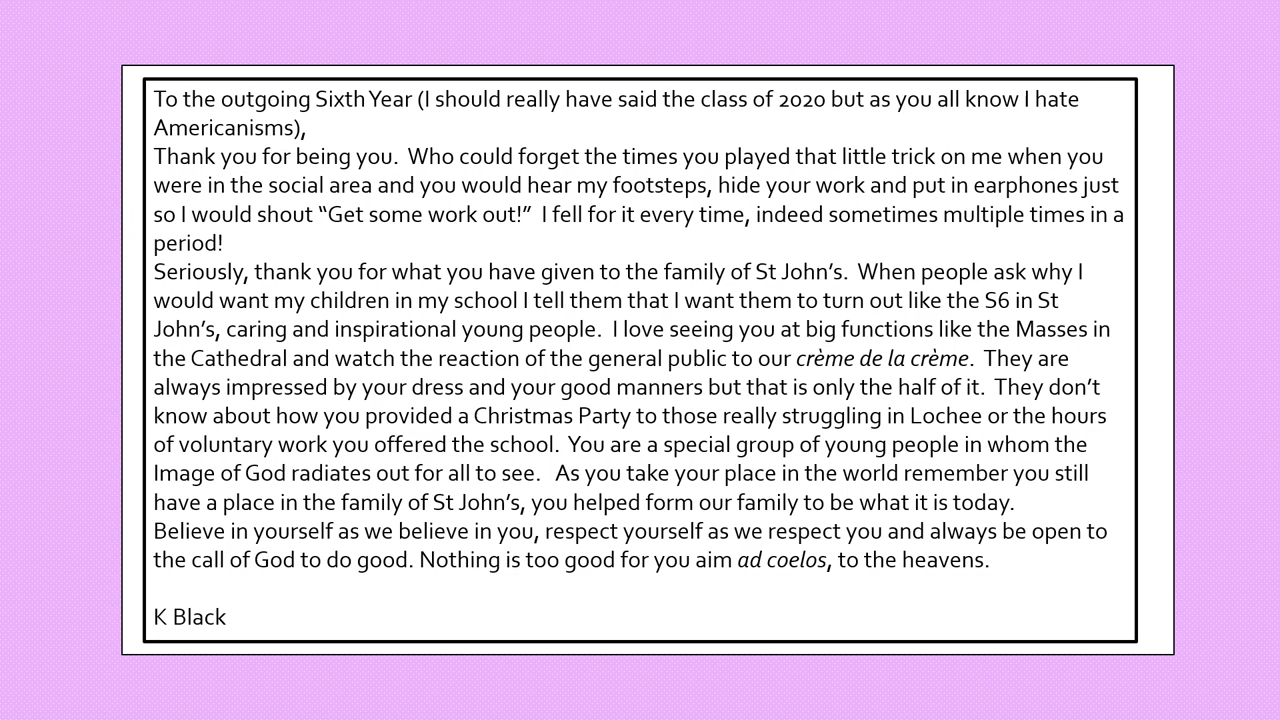 To the outgoing Sixth Year (I should really have said the class of 2020 but as you all know I hate
Americanisms),
Thank you for being you.  Who could forget the times you played that little trick on me when you
were in the social area and you would hear my footsteps, hide your work and put in earphones just
so I would shout “Get some work out!”  I fell for it every time, indeed sometimes multiple times in a
period!
Seriously, thank you for what you have given to the family of St John’s.  When people ask why I
would want my children in my school I tell them that I want them to turn out like the S6 in St
John’s, caring and inspirational young people.  I love seeing you at big functions like the Masses in
the Cathedral and watch the reaction of the general public to our crème de la crème.  They are
always impressed by your dress and your good manners but that is only the half of it.  They don’t
know about how you provided a Christmas Party to those really struggling in Lochee or the hours
of voluntary work you offered the school.  You are a special group of young people in whom the
Image of God radiates out for all to see.   As you take your place in the world remember you still
have a place in the family of St John’s, you helped form our family to be what it is today.
Believe in yourself as we believe in you, respect yourself as we respect you and always be open to
the call of God to do good. Nothing is too good for you aim ad coelos, to the heavens.
K Black